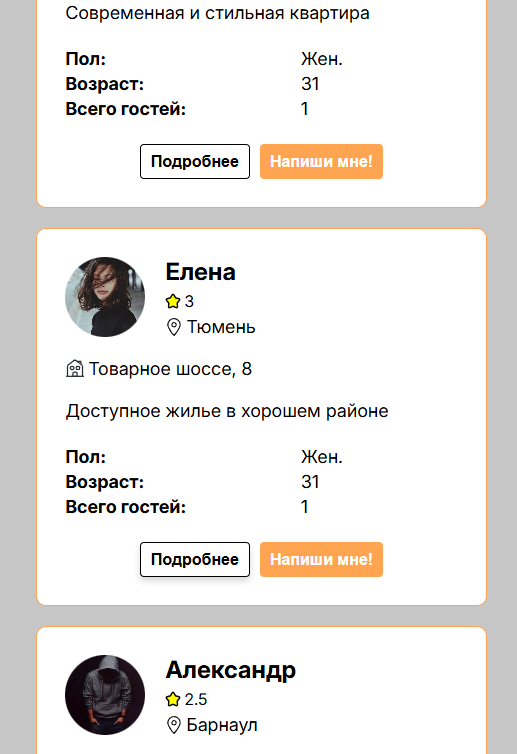 Современная и стильная квартира
Пол: Жен.
Возраст: 31
Всего гостей: 1
Подробнее Напиши мне!
Елена
3
Тюмень
Товарное шоссе, 8
Доступное жилье в хорошем районе
Пол: Жен.
Возраст: 31
Всего гостей: 1
Подробнее Напиши мне!
Александр
2.5
Барнаул